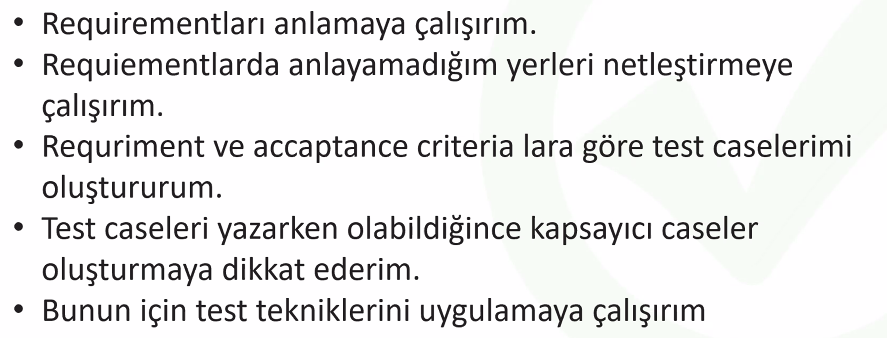 • Requirementları anlamaya çalışırım.
• Requiementlarda anlayamadığım yerleri netleştirmeye
çalışırım.
• Requriment ve accaptance criteria lara göre test caselerimi
oluştururum.
• Test caseleri yazarken olabildiğince kapsayıcı caseler
oluşturmaya dikkat ederim.
• Bunun için test tekniklerini uygulamaya çalışırım